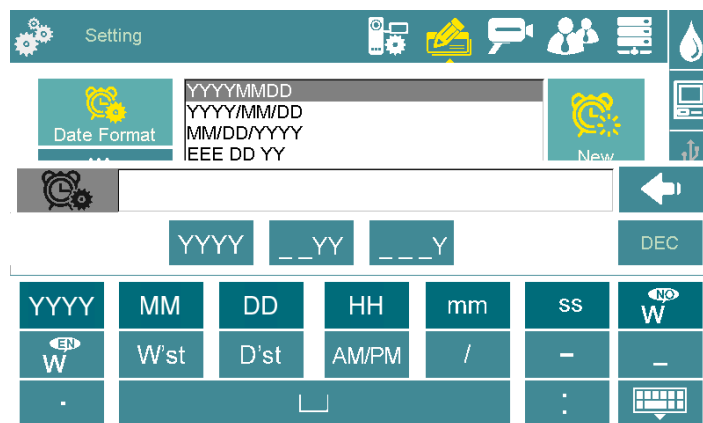 Setting
Date Format
...
YYYYMMDD
YYYY/MM/DD
MM/DD/YYYY
EEE DD YY
New
YYYY _ _YY _ _ _Y DEC
YYYY MM DD HH mm ss NO W
EN W W'st D'st AM/PM / - _
. :